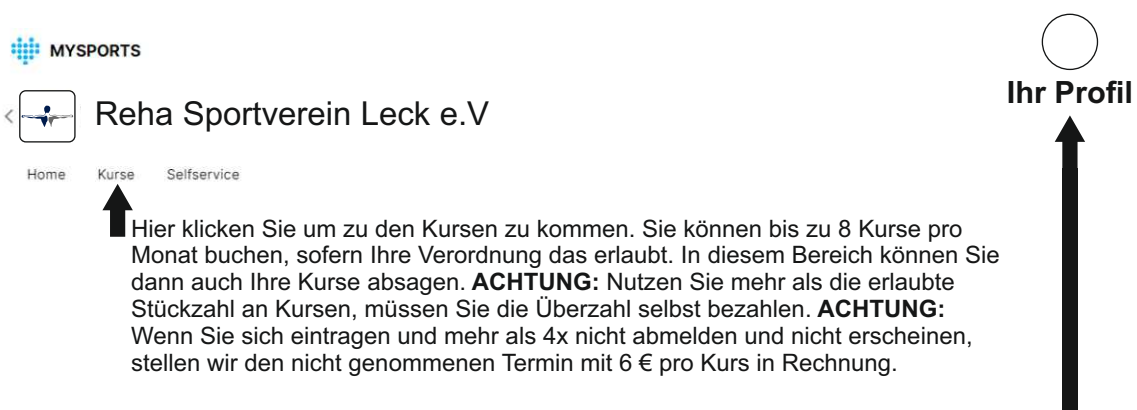 MYSPORTS
Ihr Profil
Reha Sportverein Leck e.V
Home Kurse Selfservice
Hier klicken Sie um zu den Kursen zu kommen. Sie können bis zu 8 Kurse pro
Monat buchen, sofern Ihre Verordnung das erlaubt. In diesem Bereich können Sie
dann auch Ihre Kurse absagen. ACHTUNG: Nutzen Sie mehr als die erlaubte
Stückzahl an Kursen, müssen Sie die Überzahl selbst bezahlen. ACHTUNG:
Wenn Sie sich eintragen und mehr als 4x nicht abmelden und nicht erscheinen,
stellen wir den nicht genommenen Termin mit 6 € pro Kurs in Rechnung.